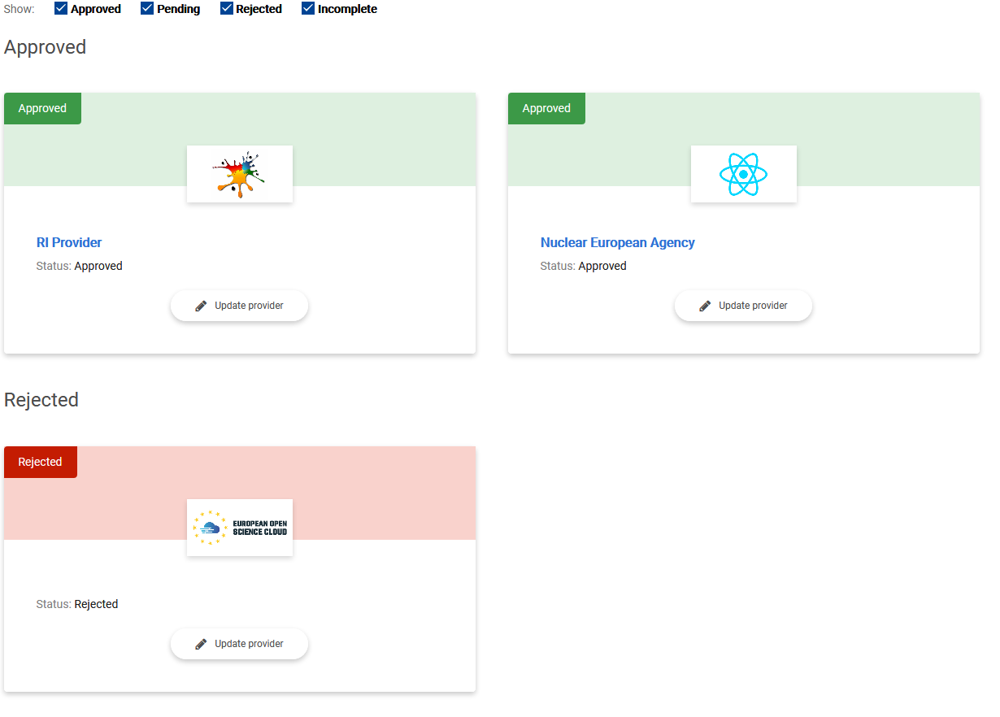 Show: Approved Pending Rejected Incomplete
Approved
Approved
Approved
RI Provider
Status: Approved
Update provider
Nuclear European Agency
Status: Approved
Update provider
Rejected
Rejected
EUROPEAN OPEN
SCIENCE CLOUD
Status: Rejected
Update provider